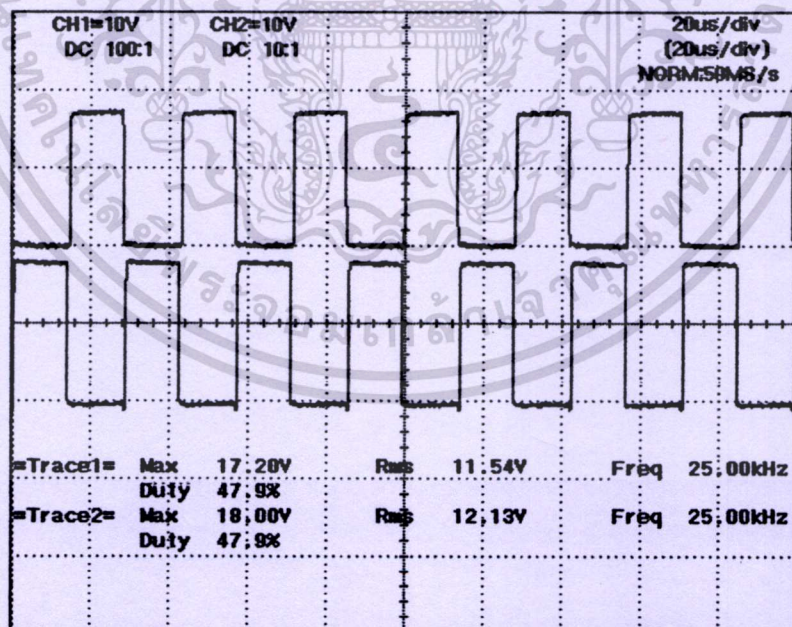 CH1=10V CH2=10V 20us/div
DC 100:1 DC 10:1 (20us/div)
NORM:50MS/s
=Trace1= Max 17.20V Rms 11.54V Freq 25.00kHz
Duty 47.9%
=Trace2= Max 18.00V Rms 12.13V Freq 25.00kHz
Duty 47.9%